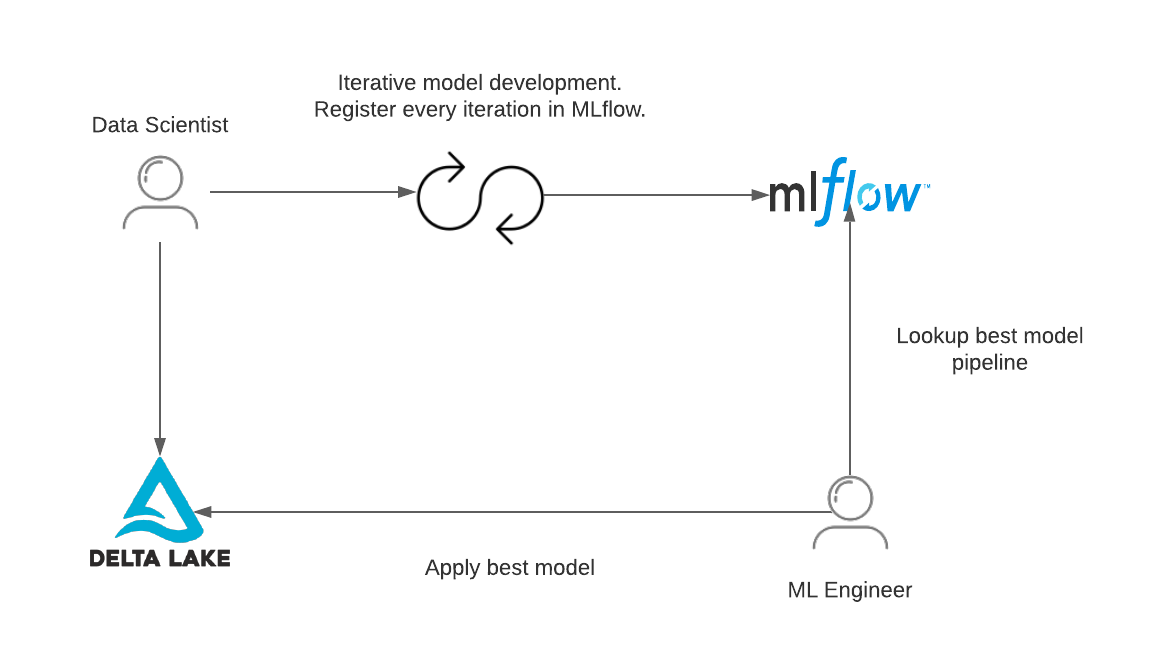 Iterative model development.
Register every iteration in MLflow.
Data Scientist
mlflow™
Lookup best model
pipeline
DELTA LAKE
Apply best model
ML Engineer